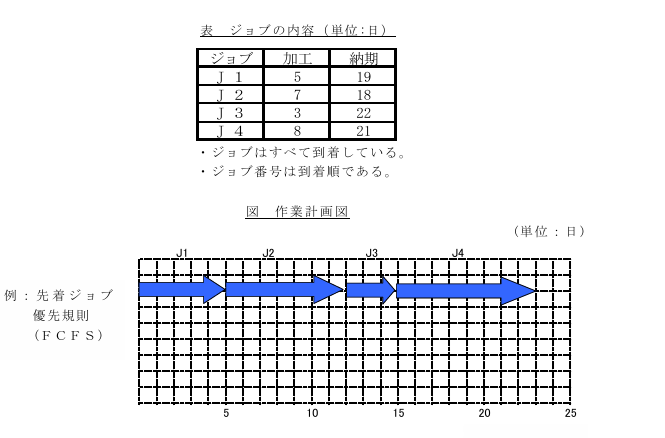 表　ジョブの内容（単位:日）
ジョブ 加工 納期
Ｊ １ 5 19
Ｊ ２ 7 18
Ｊ ３ 3 22
Ｊ ４ 8 21
・ジョブはすべて到着している。
・ジョブ番号は到着順である。
図　作業計画図
（単位：日）
J1 J2 J3 J4
例：先着ジョブ
優先規則
（ＦＣＦＳ）
5 10 15 20 25